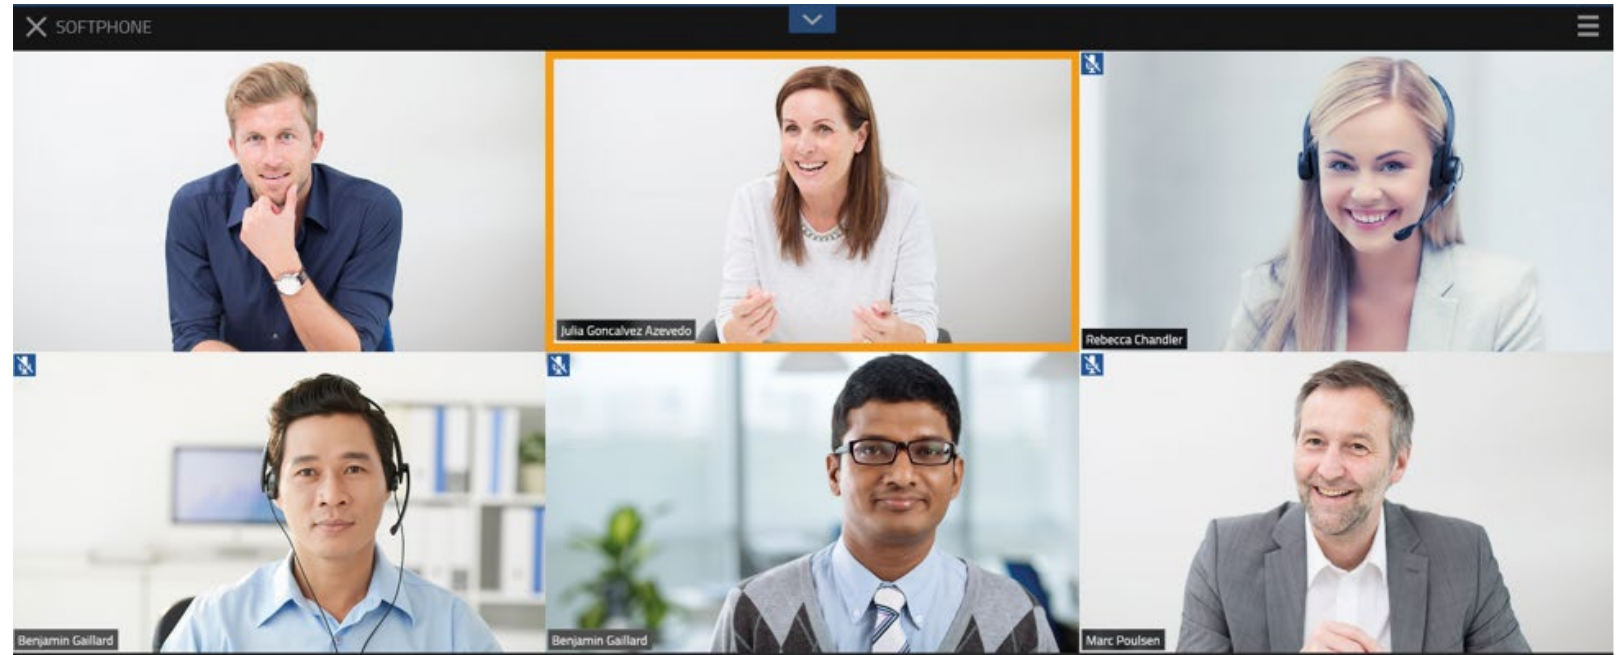 SOFTPHONE
Julia Goncalvez Azevedo
Rebecca Chandler
Benjamin Gaillard
Benjamin Gaillard
Marc Poulsen